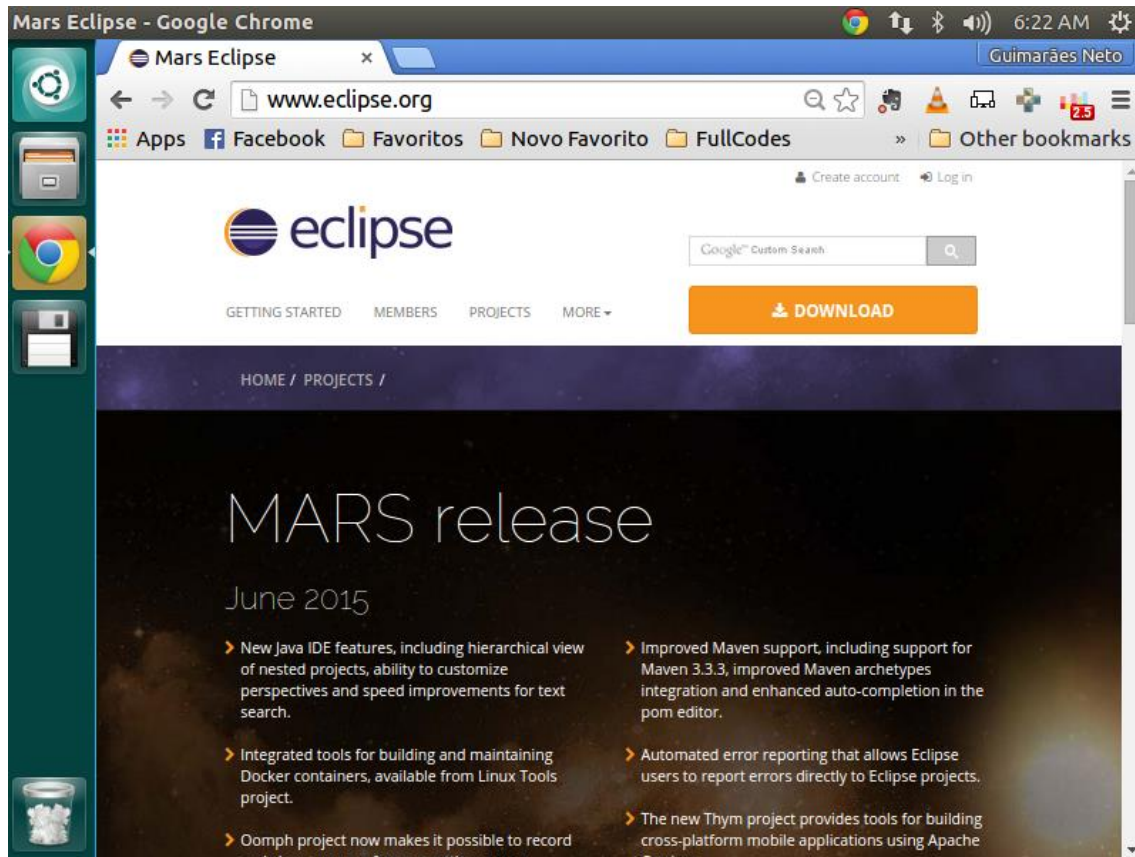 Mars Eclipse - Google Chrome
6:22 AM
Mars Eclipse
Guimarães Neto
www.eclipse.org
2.5
Apps
Facebook
Favoritos
Novo Favorito
FullCodes
»
Other bookmarks
Create account
Log in
eclipse
Google™ Custom Search
GETTING STARTED
MEMBERS
PROJECTS
MORE
DOWNLOAD
HOME / PROJECTS /
MARS release
June 2015
New Java IDE features, including hierarchical view
of nested projects, ability to customize
perspectives and speed improvements for text
search.
Integrated tools for building and maintaining
Docker containers, available from Linux Tools
project.
Oomph project now makes it possible to record
Improved Maven support, including support for
Maven 3.3.3, improved Maven archetypes
integration and enhanced auto-completion in the
pom editor.
Automated error reporting that allows Eclipse
users to report errors directly to Eclipse projects.
The new Thym project provides tools for building
cross-platform mobile applications using Apache